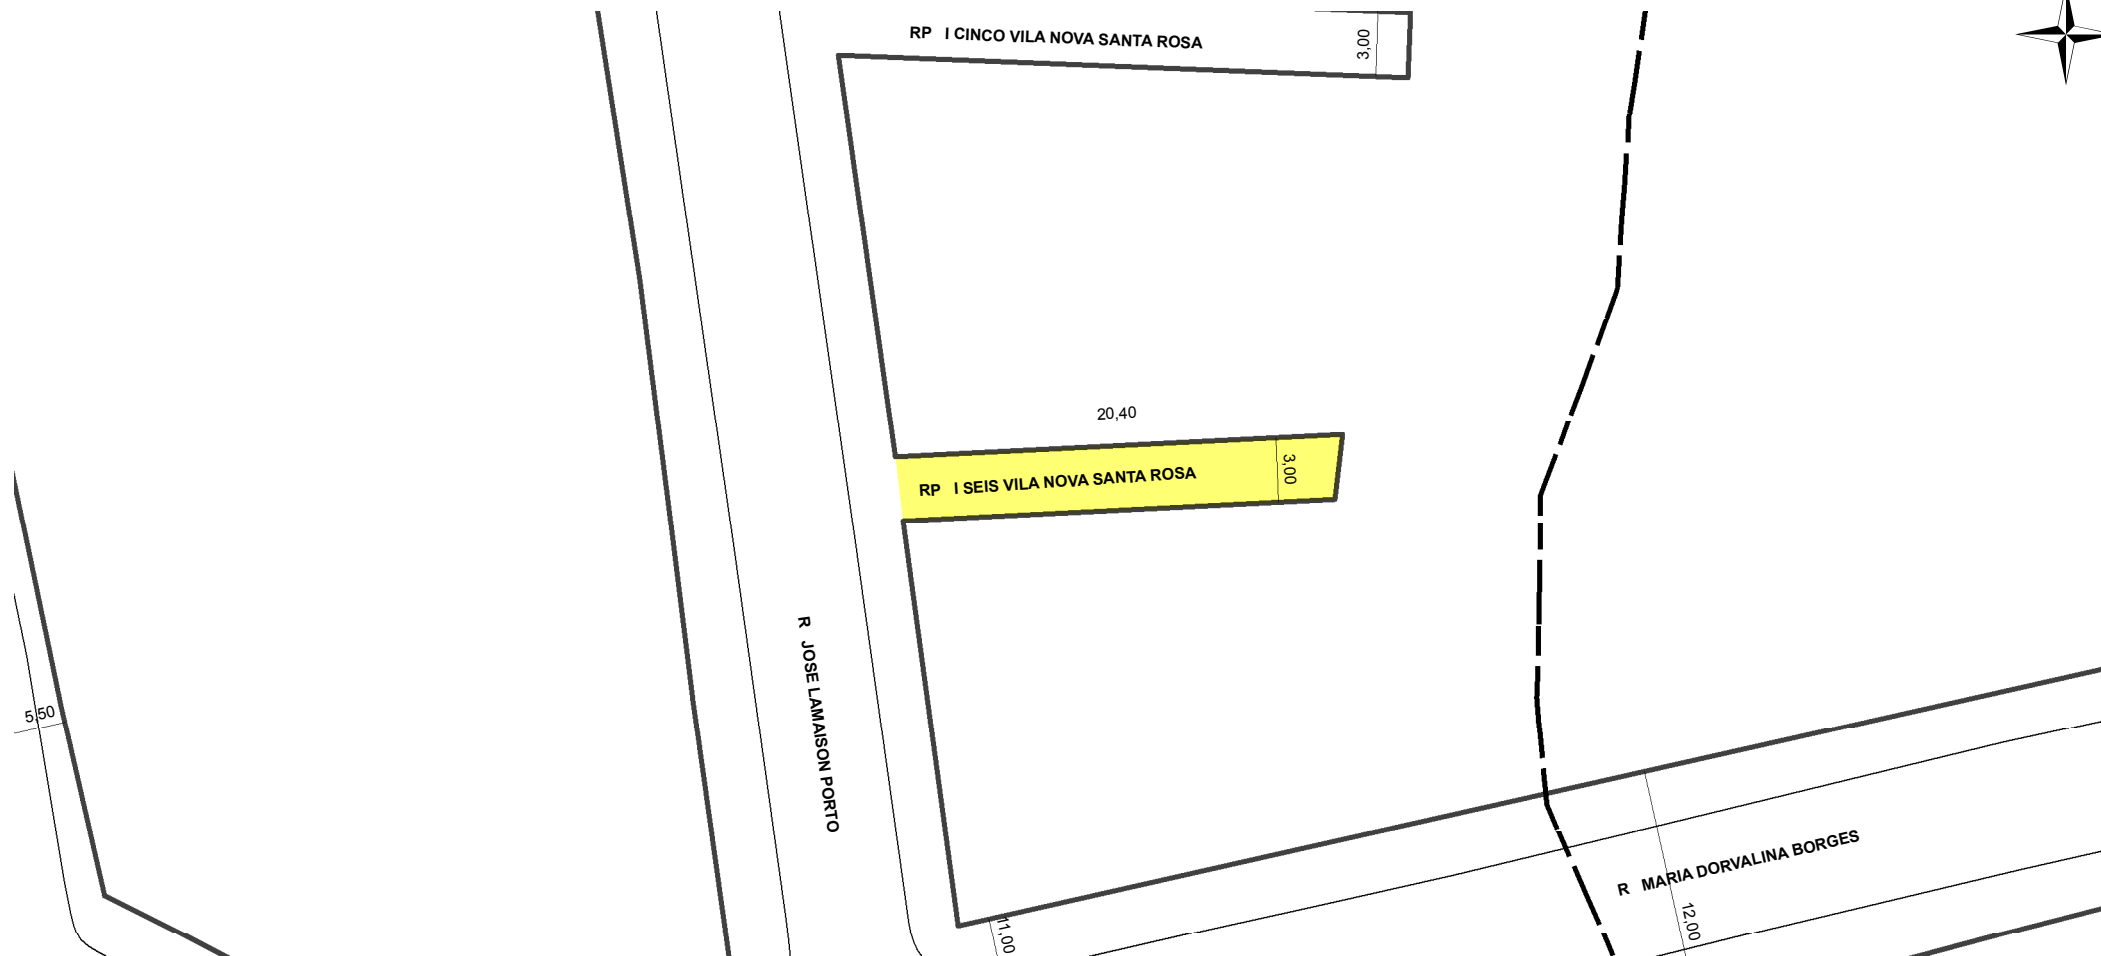 RP I CINCO VILA NOVA SANTA ROSA
3,00
20,40
RP I SEIS VILA NOVA SANTA ROSA
3,00
R JOSE LAMAISON PORTO
5,50
R MARIA DORVALINA BORGES
12,00
11,00